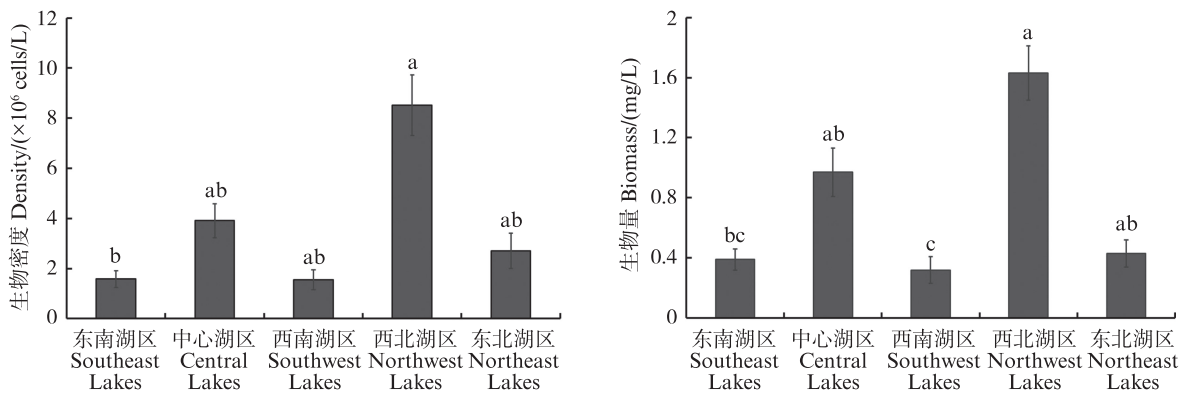 12
10
8
6
4
2
0
生物密度 Density/(×10⁶ cells/L)
b
ab
ab
a
ab
东南湖区
Southeast
Lakes
中心湖区
Central
Lakes
西南湖区
Southwest
Lakes
西北湖区
Northwest
Lakes
东北湖区
Northeast
Lakes
2
1.6
1.2
0.8
0.4
0
生物量 Biomass/(mg/L)
bc
ab
c
a
ab
东南湖区
Southeast
Lakes
中心湖区
Central
Lakes
西南湖区
Southwest
Lakes
西北湖区
Northwest
Lakes
东北湖区
Northeast
Lakes